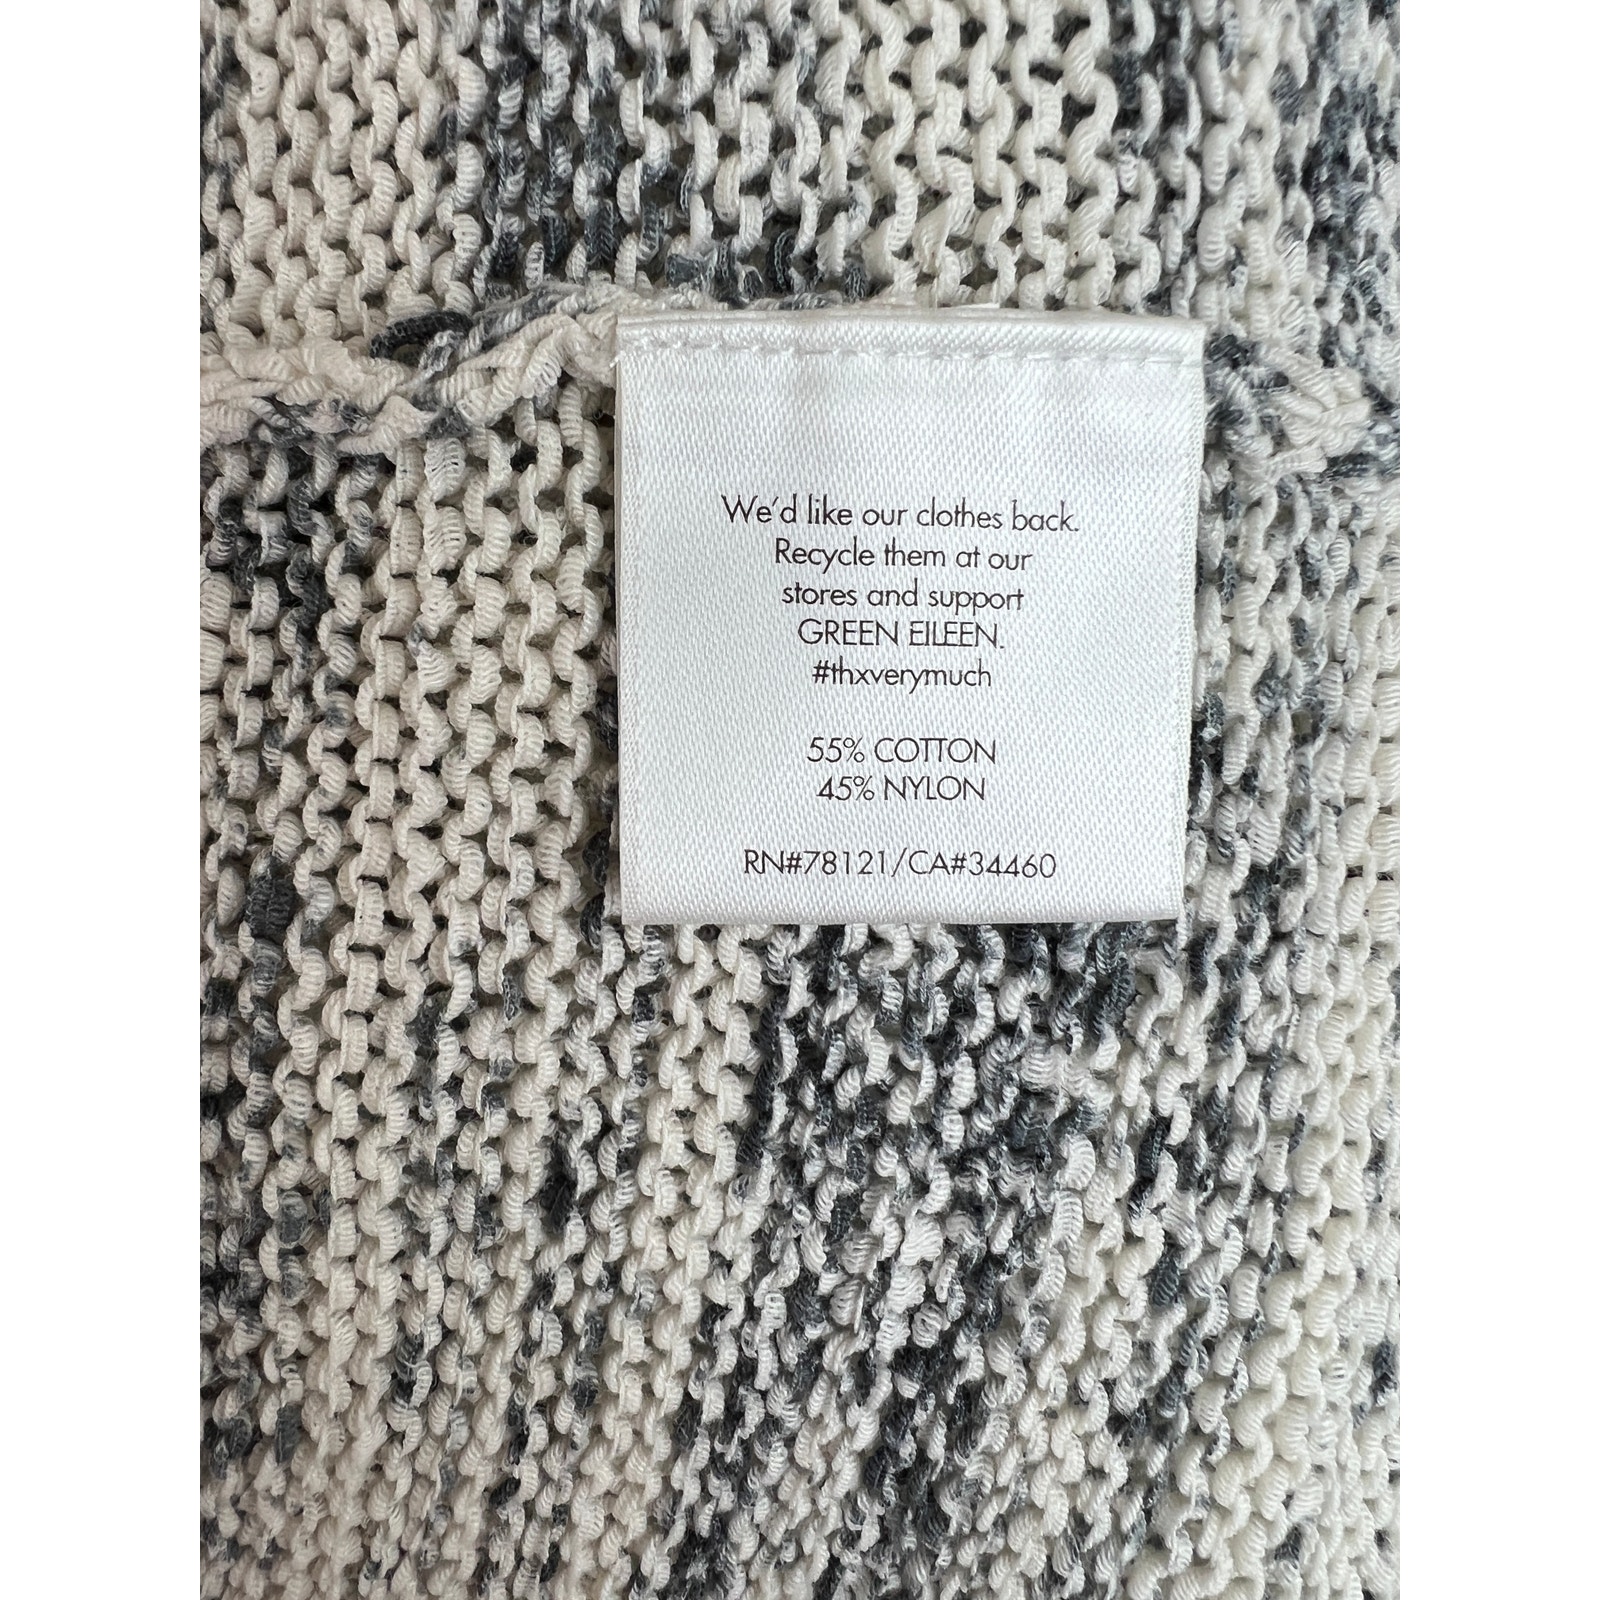 We'd like our clothes back.
Recycle them at our
stores and support
GREEN EILEEN.
#thxverymuch
55% COTTON
45% NYLON
RN#78121/CA#34460